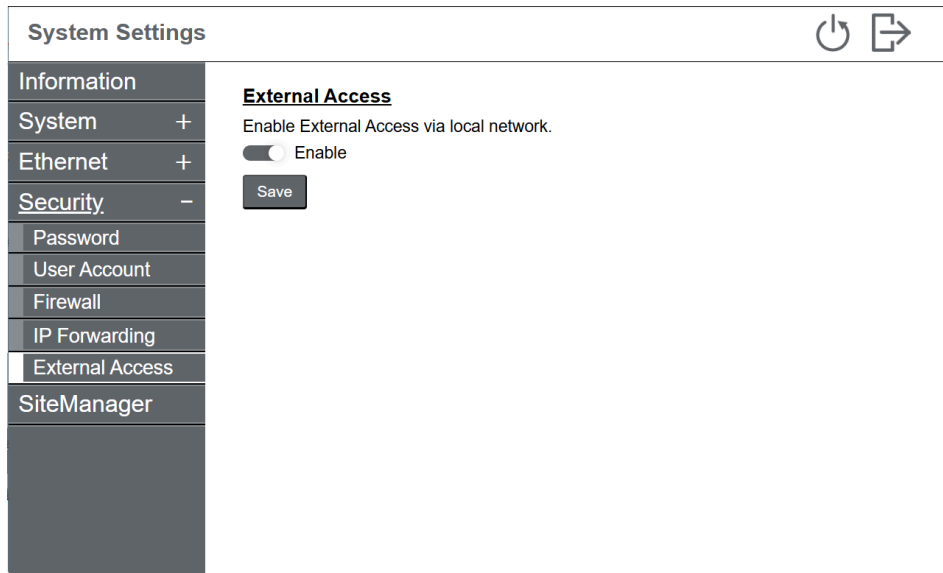 System Settings
Information
System +
Ethernet +
Security -
Password
User Account
Firewall
IP Forwarding
External Access
SiteManager
External Access
Enable External Access via local network.
Enable
Save